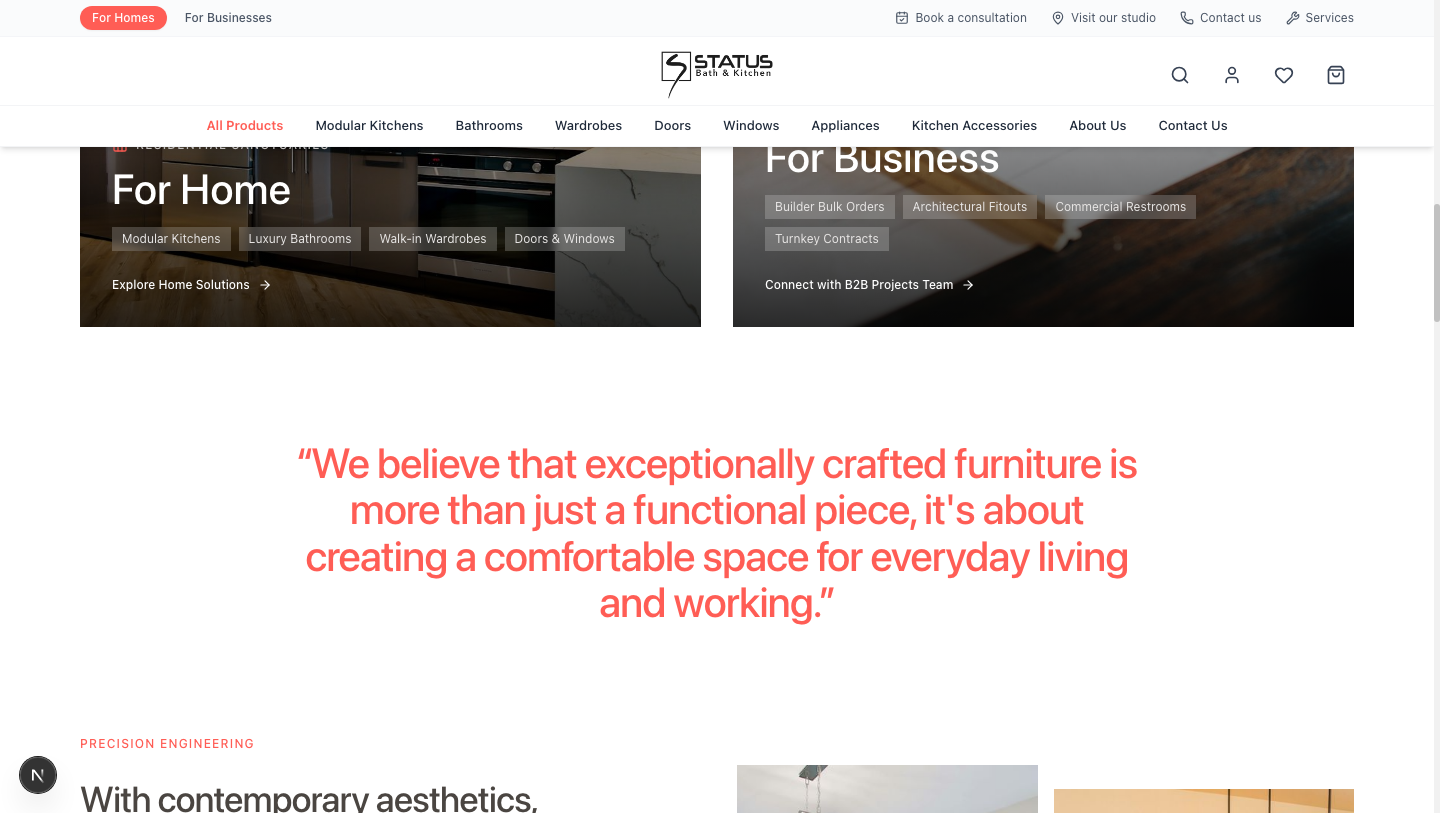 For Homes
For Businesses
Book a consultation
Visit our studio
Contact us
Services
STATUS
Bath & Kitchen
All Products
Modular Kitchens
Bathrooms
Wardrobes
Doors
Windows
Appliances
Kitchen Accessories
About Us
Contact Us
For Home
Modular Kitchens
Luxury Bathrooms
Walk-in Wardrobes
Doors & Windows
Explore Home Solutions
For Business
Builder Bulk Orders
Architectural Fitouts
Commercial Restrooms
Turnkey Contracts
Connect with B2B Projects Team
“We believe that exceptionally crafted furniture is
more than just a functional piece, it's about
creating a comfortable space for everyday living
and working.”
PRECISION ENGINEERING
With contemporary aesthetics,
N